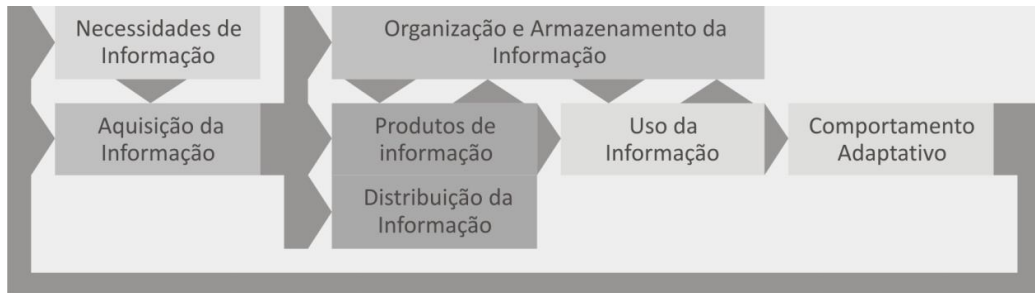 Necessidades de
Informação
Organização e Armazenamento da
Informação
Aquisição da
Informação
Produtos de
informação
Uso da
Informação
Comportamento
Adaptativo
Distribuição da
Informação